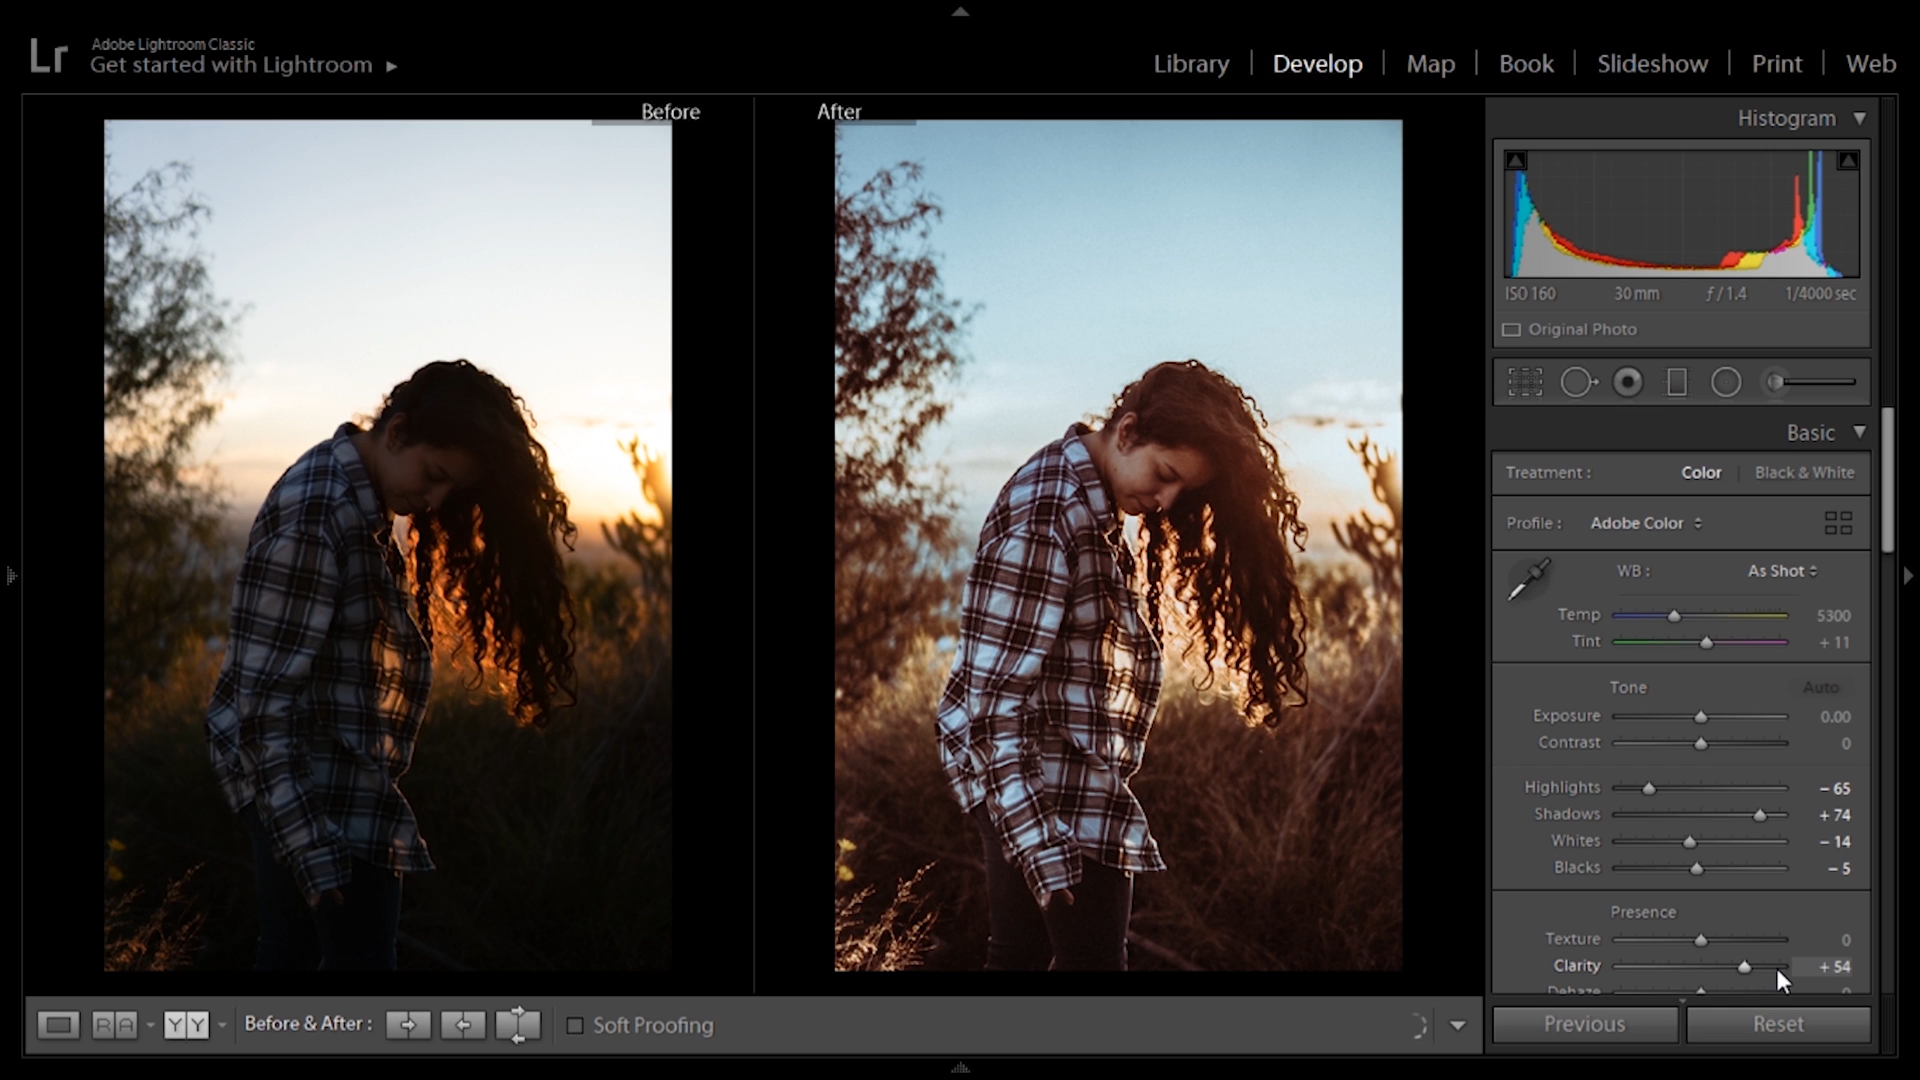 Lr
Adobe Lightroom Classic
Get started with Lightroom
Library | Develop | Map | Book | Slideshow | Print | Web
Before
After
Histogram
ISO 160 30 mm ƒ / 1.4 1/4000 sec
Original Photo
Basic
Treatment : Color | Black & White
Profile : Adobe Color
WB : As Shot
Temp 5300
Tint + 11
Tone Auto
Exposure 0.00
Contrast 0
Highlights − 65
Shadows + 74
Whites − 14
Blacks − 5
Presence
Texture 0
Clarity + 54
Dehaze 0
R A Y Y Before & After : Soft Proofing
Previous Reset